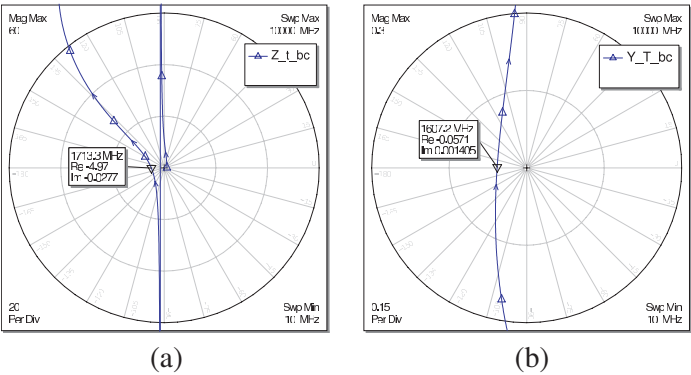 Mag Max
60
Swp Max
10000 MHz
Z_t_bc
1713.3 MHz
Re -4.97
Im -0.0277
20
Per Div
Swp Min
10 MHz
(a)
Mag Max
0.3
Swp Max
10000 MHz
Y_T_bc
1607.2 MHz
Re -0.0571
Im 0.001405
0.15
Per Div
Swp Min
10 MHz
(b)